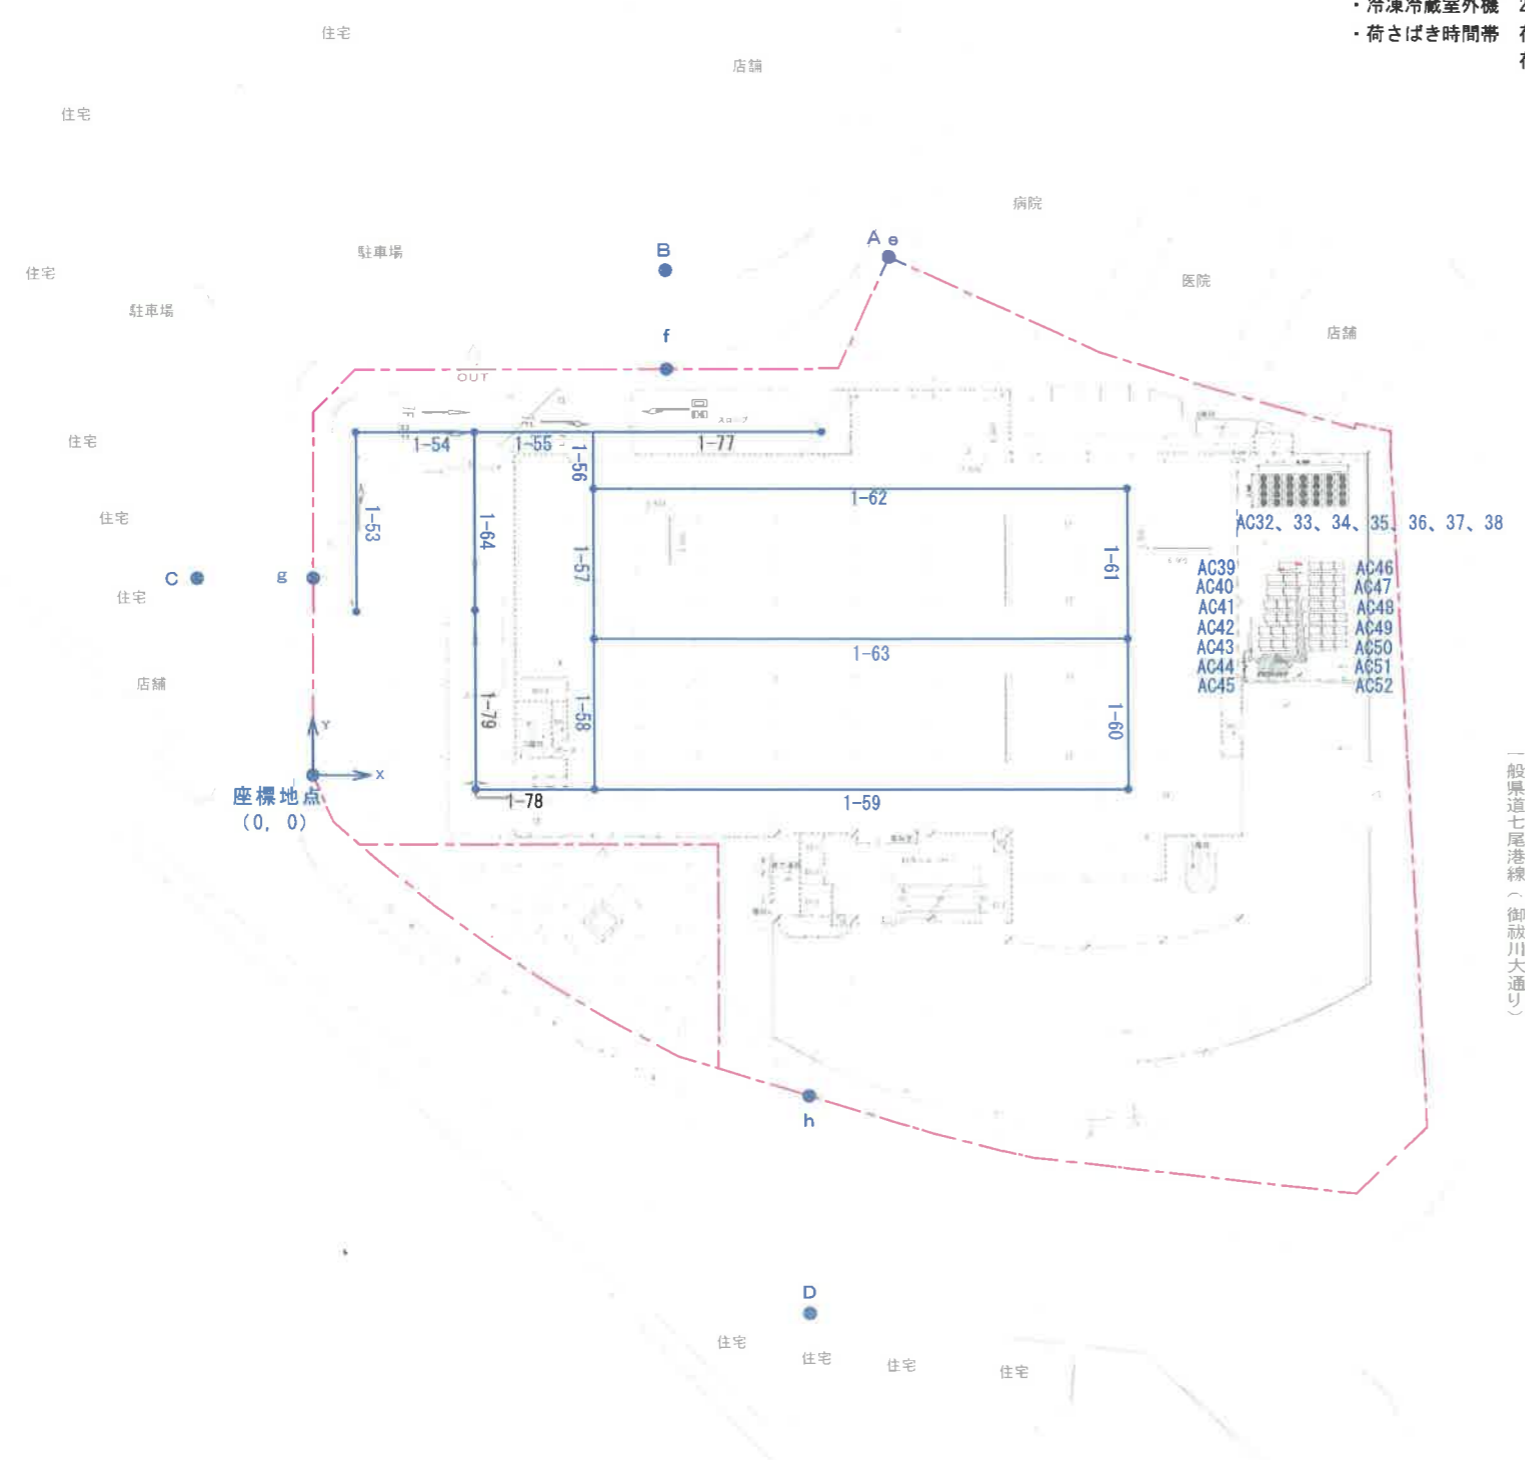 ・冷凍冷蔵室外機
・荷さばき時間帯
住宅
店舗
住宅
病院
駐車場
B
A e
住宅
医院
駐車場
f
店舗
OUT
スロープ
1-54
1-55
1-56
1-77
住宅
1-62
1-53
1-64
1-57
1-61
AC32、33、34、35、36、37、38
住宅
C
g
住宅
AC39
AC40
AC41
AC42
AC43
AC44
AC45
AC46
AC47
AC48
AC49
AC50
AC51
AC52
1-63
店舗
1-79
1-58
1-60
Y
X
座標地点
(0, 0)
1-78
1-59
一般県道七尾港線(御祓川大通り)
h
D
住宅
住宅
住宅
住宅